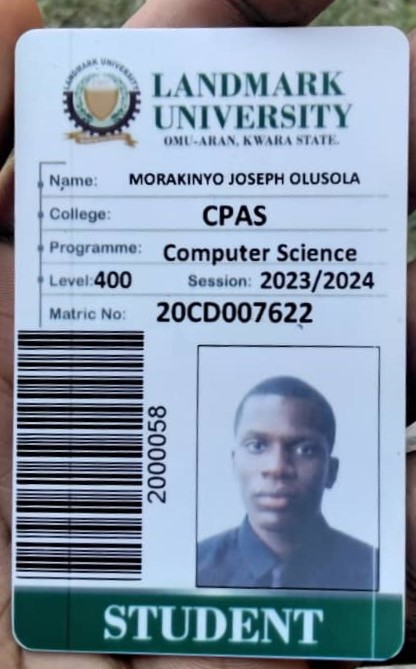 LANDMARK UNIVERSITY
LANDMARK
UNIVERSITY
OMU-ARAN, KWARA STATE.
Name: MORAKINYO JOSEPH OLUSOLA
College: CPAS
Programme: Computer Science
Level:400 Session: 2023/2024
Matric No: 20CD007622
2000058
STUDENT